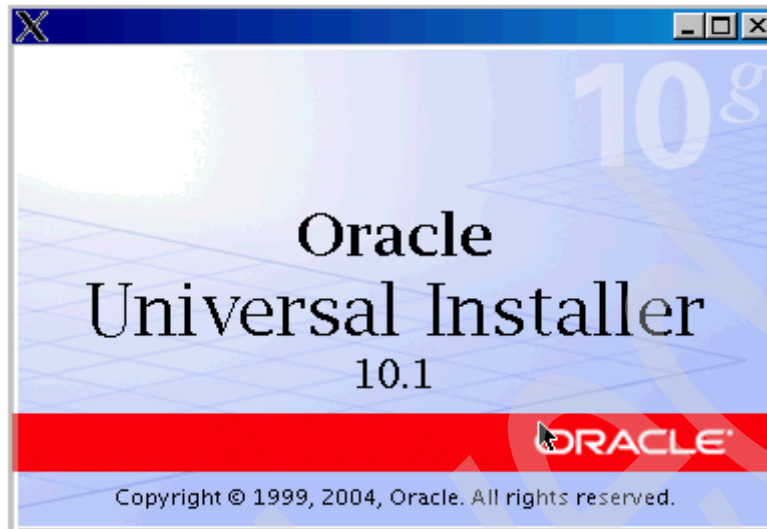 10g
Oracle
Universal Installer
10.1
ORACLE
Copyright © 1999, 2004, Oracle. All rights reserved.